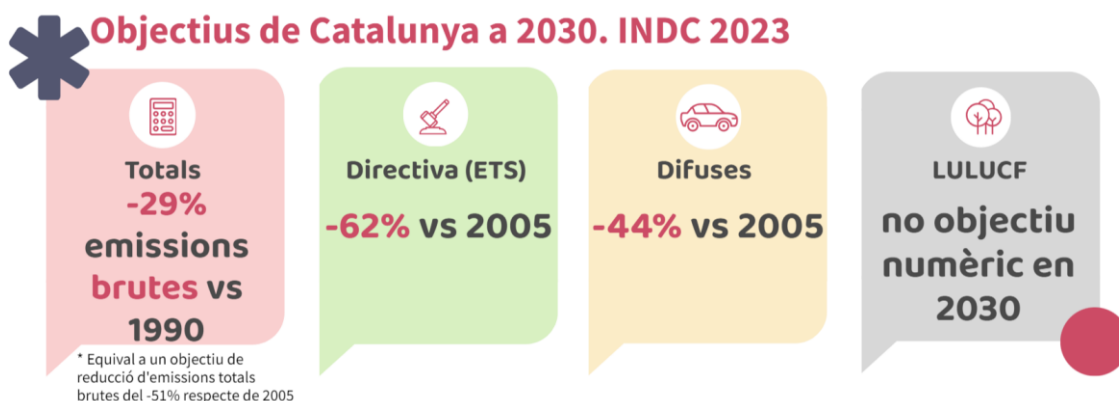 Objectius de Catalunya a 2030. INDC 2023
Totals
-29%
emissions
brutes vs
1990
* Equival a un objectiu de
reducció d'emissions totals
brutes del -51% respecte de 2005
Directiva (ETS)
-62% vs 2005
Difuses
-44% vs 2005
LULUCF
no objectiu
numèric en
2030